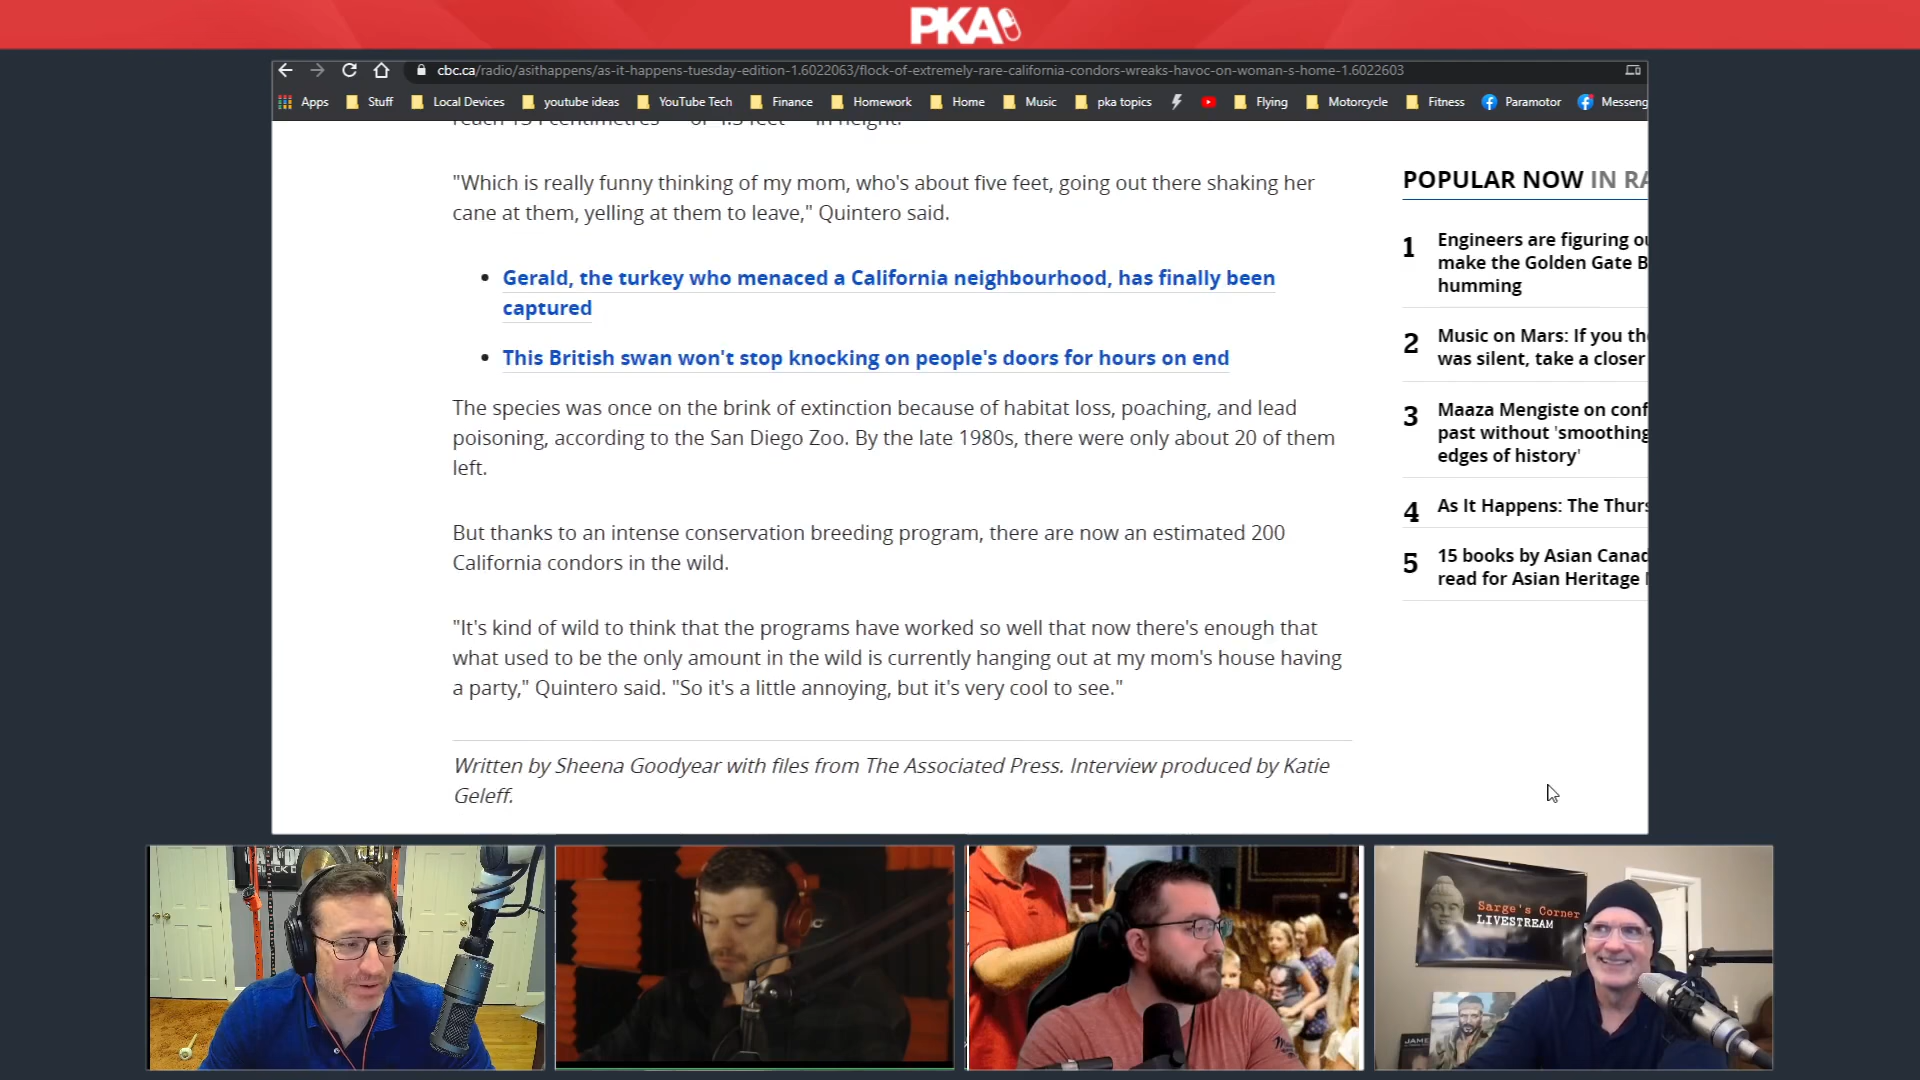 PKA
cbc.ca/radio/asithappens/as-it-happens-tuesday-edition-1.6022063/flock-of-extremely-rare-california-condors-wreaks-havoc-on-woman-s-home-1.6022603
Apps Stuff Local Devices youtube ideas YouTube Tech Finance Homework Home Music pka topics Flying Motorcycle Fitness Paramotor Messeng
"Which is really funny thinking of my mom, who's about five feet, going out there shaking her
cane at them, yelling at them to leave," Quintero said.
Gerald, the turkey who menaced a California neighbourhood, has finally been
captured
This British swan won't stop knocking on people's doors for hours on end
The species was once on the brink of extinction because of habitat loss, poaching, and lead
poisoning, according to the San Diego Zoo. By the late 1980s, there were only about 20 of them
left.
But thanks to an intense conservation breeding program, there are now an estimated 200
California condors in the wild.
"It's kind of wild to think that the programs have worked so well that now there's enough that
what used to be the only amount in the wild is currently hanging out at my mom's house having
a party," Quintero said. "So it's a little annoying, but it's very cool to see."
Written by Sheena Goodyear with files from The Associated Press. Interview produced by Katie
Geleff.
POPULAR NOW IN RA
1 Engineers are figuring ou
make the Golden Gate B
humming
2 Music on Mars: If you th
was silent, take a closer
3 Maaza Mengiste on conf
past without 'smoothing
edges of history'
4 As It Happens: The Thurs
5 15 books by Asian Canad
read for Asian Heritage
Sarge's Corner
LIVESTREAM